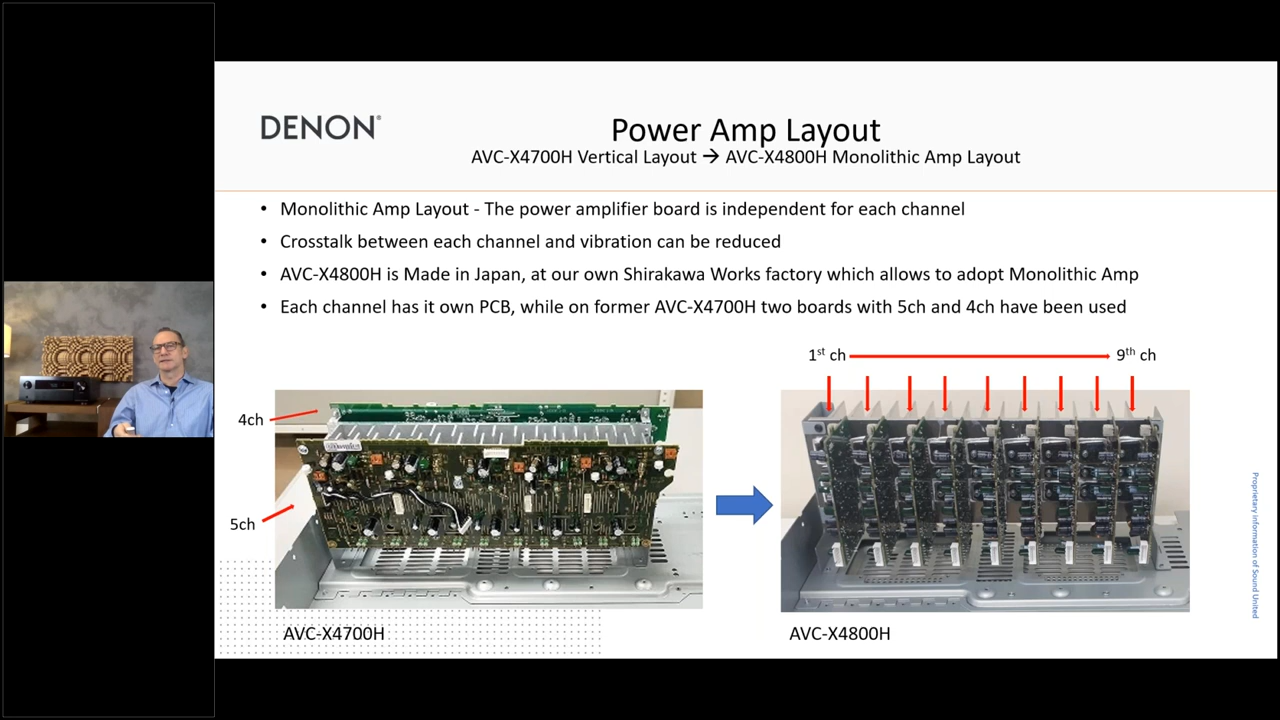 DENON®
Power Amp Layout
AVC-X4700H Vertical Layout → AVC-X4800H Monolithic Amp Layout
• Monolithic Amp Layout - The power amplifier board is independent for each channel
• Crosstalk between each channel and vibration can be reduced
• AVC-X4800H is Made in Japan, at our own Shirakawa Works factory which allows to adopt Monolithic Amp
• Each channel has it own PCB, while on former AVC-X4700H two boards with 5ch and 4ch have been used
1st ch
9th ch
4ch
5ch
AVC-X4700H
AVC-X4800H
Proprietary information of Sound United